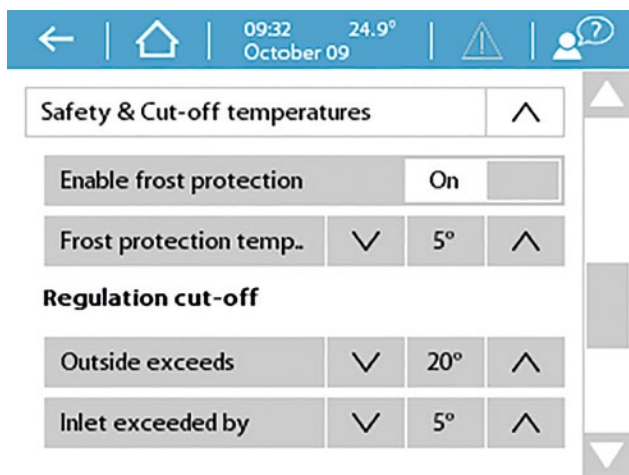 09:32 24.9°
October 09
?
Safety & Cut-off temperatures
Enable frost protection On
Frost protection temp.. 5°
Regulation cut-off
Outside exceeds 20°
Inlet exceeded by 5°